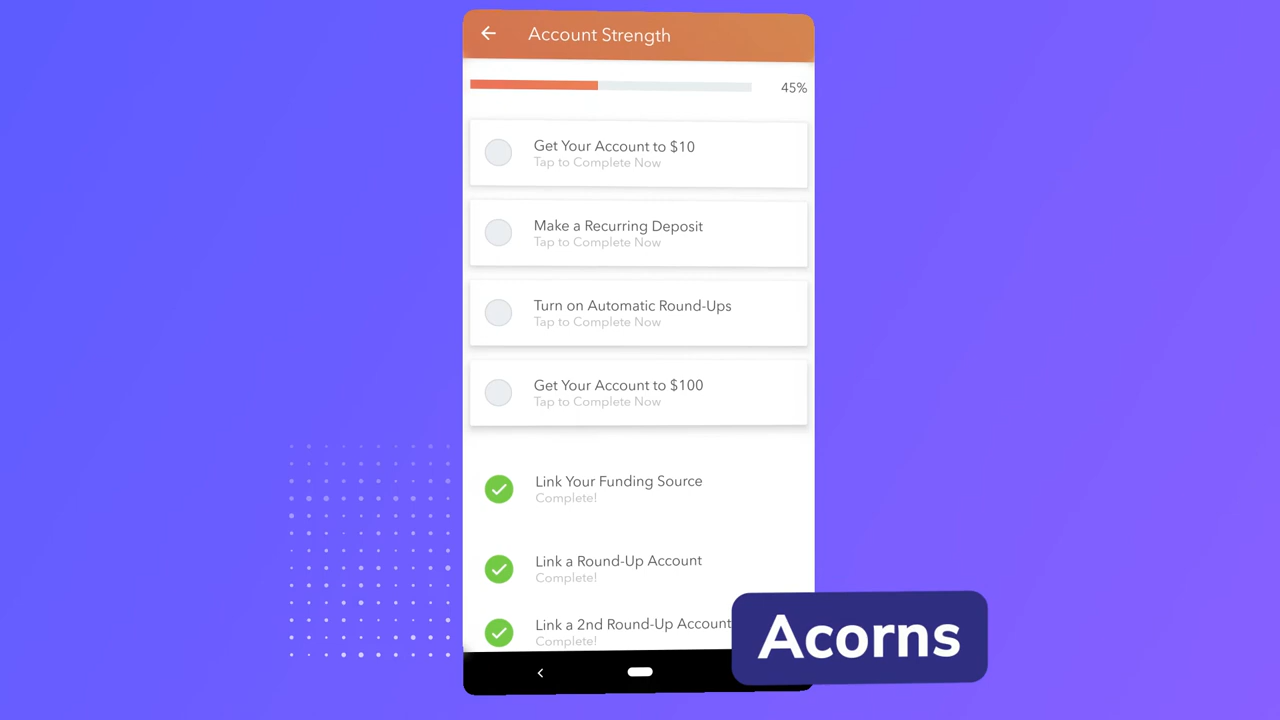 Account Strength
45%
Get Your Account to $10
Tap to Complete Now
Make a Recurring Deposit
Tap to Complete Now
Turn on Automatic Round-Ups
Tap to Complete Now
Get Your Account to $100
Tap to Complete Now
Link Your Funding Source
Complete!
Link a Round-Up Account
Complete!
Link a 2nd Round-Up Account
Complete!
Acorns